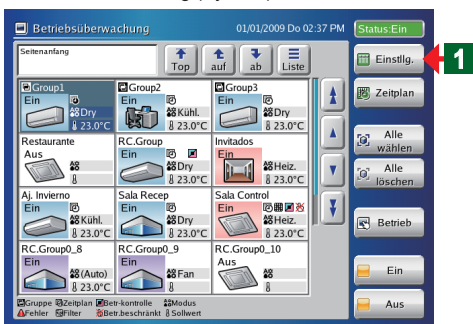 Betriebsüberwachung 01/01/2009 Do 02:37 PM Status:Ein
Seitenanfang Top auf ab Liste
Einstllg. 1
Zeitplan
Alle wählen
Alle löschen
Betrieb
Ein
Aus
Group1 Group2 Group3
Ein Ein Ein
Dry Kühl. Dry
23.0°C 23.0°C 23.0°C
Restaurante RC.Group Invitados
Aus Ein Ein
Dry Heiz.
23.0°C 23.0°C
Aj. Invierno Sala Recep Sala Control
Ein Ein Ein
Kühl. Dry Heiz.
23.0°C 23.0°C 23.0°C
RC.Group0_8 RC.Group0_9 RC.Group0_10
Ein Ein Aus
(Auto) Fan
Gruppe Zeitplan Betr-kontrolle Modus
Fehler Filter Betr.beschränkt Sollwert